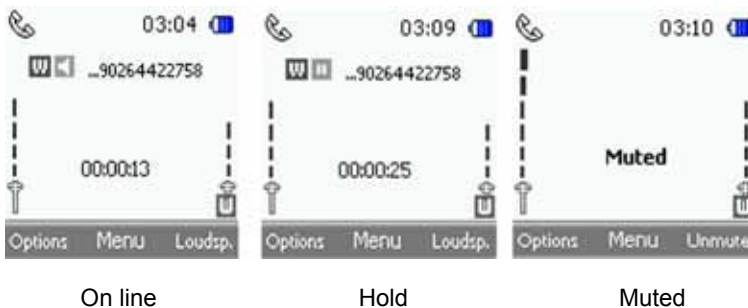 03:04
...90264422758
00:00:13
Options Menu Loudsp.
On line
03:09
...90264422758
00:00:25
Options Menu Loudsp.
Hold
03:10
Muted
Options Menu Unmute
Muted